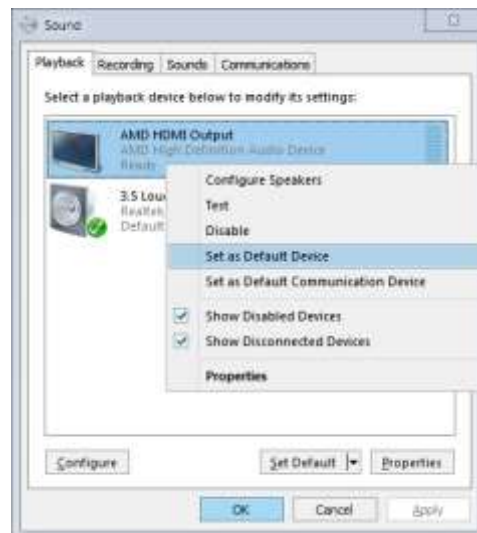 Sound
Playback Recording Sounds Communications
Select a playback device below to modify its settings:
AMD HDMI Output
AMD High Definition Audio Device
Ready
3.5 Lou
Realtek
Default
Configure Speakers
Test
Disable
Set as Default Device
Set as Default Communication Device
Show Disabled Devices
Show Disconnected Devices
Properties
Configure Set Default Properties
OK Cancel Apply